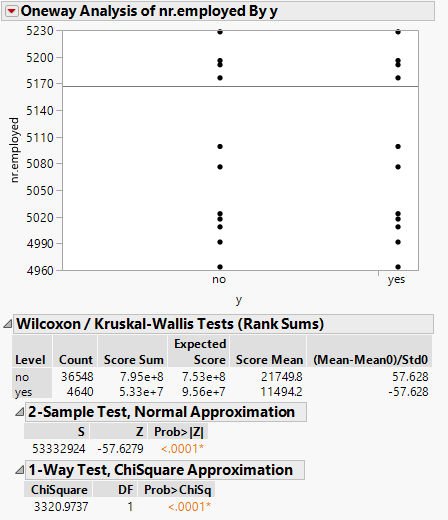 Oneway Analysis of nr.employed By y
5230
5200
5170
5140
5110
5080
5050
5020
4990
4960
nr.employed
no yes
y
Wilcoxon / Kruskal-Wallis Tests (Rank Sums)
Expected
Level Count Score Sum Score Score Mean (Mean-Mean0)/Std0
no 36548 7.95e+8 7.53e+8 21749.8 57.628
yes 4640 5.33e+7 9.56e+7 11494.2 -57.628
2-Sample Test, Normal Approximation
S Z Prob>|Z|
53332924 -57.6279 <.0001*
1-Way Test, ChiSquare Approximation
ChiSquare DF Prob>ChiSq
3320.9737 1 <.0001*